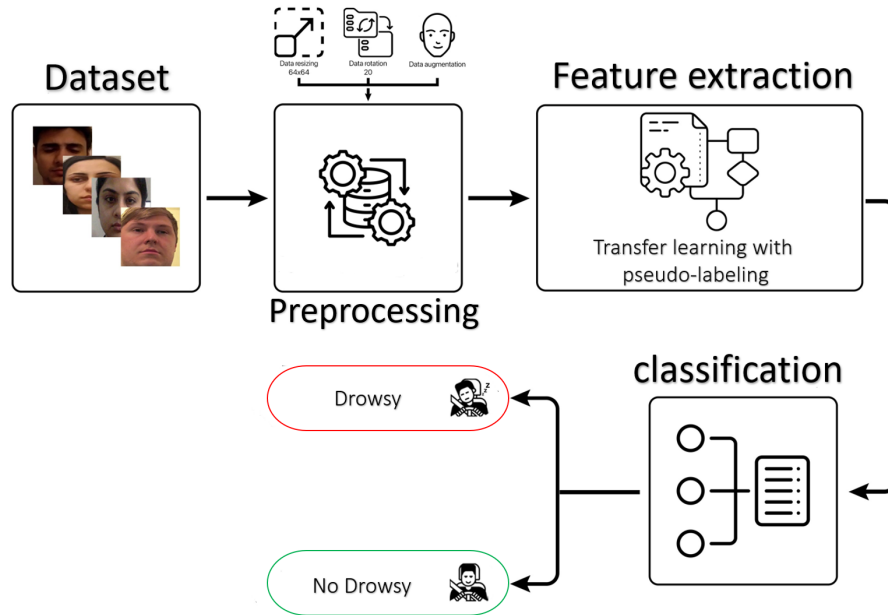 Dataset
Data resizing
64x64
Data rotation
20
Data augmentation
Preprocessing
Feature extraction
Transfer learning with
pseudo-labeling
classification
Drowsy
z
z
z
No Drowsy